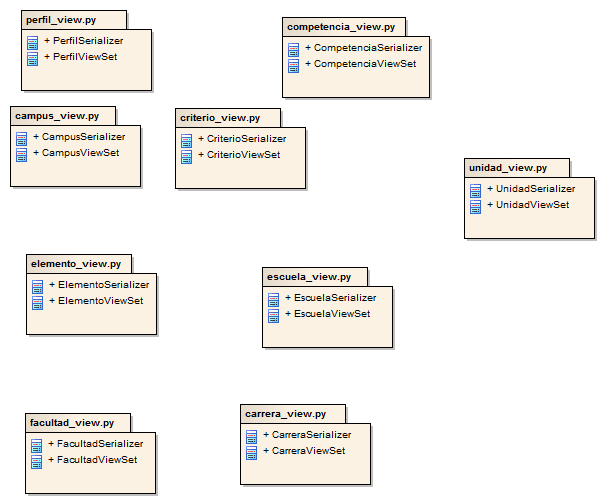 perfil_view.py
+ PerfilSerializer
+ PerfilViewSet
competencia_view.py
+ CompetenciaSerializer
+ CompetenciaViewSet
campus_view.py
+ CampusSerializer
+ CampusViewSet
criterio_view.py
+ CriterioSerializer
+ CriterioViewSet
unidad_view.py
+ UnidadSerializer
+ UnidadViewSet
elemento_view.py
+ ElementoSerializer
+ ElementoViewSet
escuela_view.py
+ EscuelaSerializer
+ EscuelaViewSet
facultad_view.py
+ FacultadSerializer
+ FacultadViewSet
carrera_view.py
+ CarreraSerializer
+ CarreraViewSet